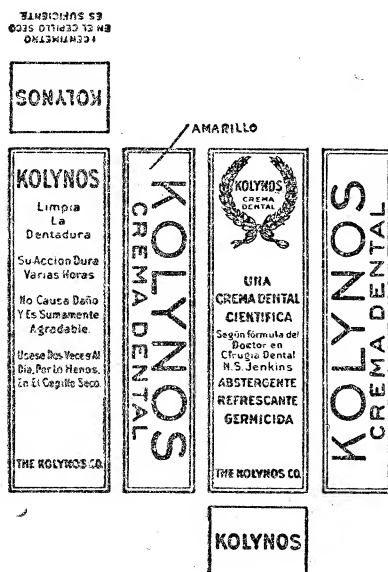 1 CENTIMETRO
EN EL CEPILLO SECO
ES SUFICIENTE
KOLYNOS
AMARILLO
KOLYNOS
Limpia
La
Dentadura
Su Accion Dura
Varias Horas
No Causa Daño
Y Es Sumamente
Agradable.
Usese Dos Veces Al
Dia, Por lo Menos,
En El Cepillo Seco.
THE KOLYNOS CO.
KOLYNOS
CREMA DENTAL
KOLYNOS
CREMA
DENTAL
UNA
CREMA DENTAL
CIENTIFICA
Según fórmula del
Doctor en
Cirugia Dental
N.S. Jenkins
ABSTERGENTE
REFRESCANTE
GERMICIDA
THE KOLYNOS CO.
KOLYNOS
CREMA DENTAL
KOLYNOS